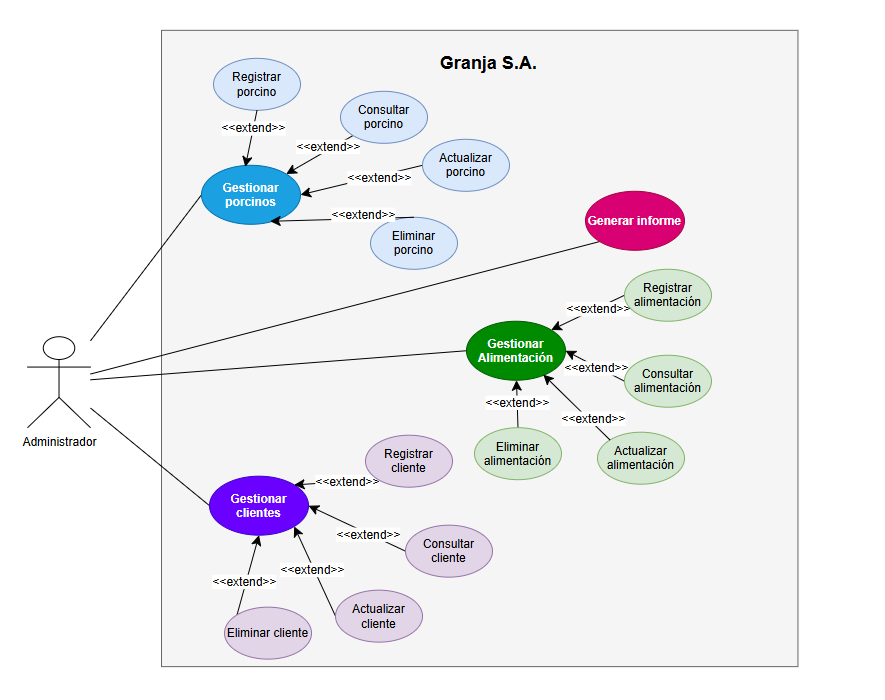 Granja S.A.
Registrar
porcino
<<extend>>
Consultar
porcino
<<extend>>
Actualizar
porcino
<<extend>>
Gestionar
porcinos
<<extend>>
Eliminar
porcino
Generar informe
Registrar
alimentación
<<extend>>
Gestionar
Alimentación
<<extend>>
Consultar
alimentación
<<extend>>
<<extend>>
Eliminar
alimentación
Actualizar
alimentación
Administrador
Registrar
cliente
<<extend>>
Gestionar
clientes
<<extend>>
Consultar
cliente
<<extend>>
<<extend>>
Actualizar
cliente
Eliminar cliente